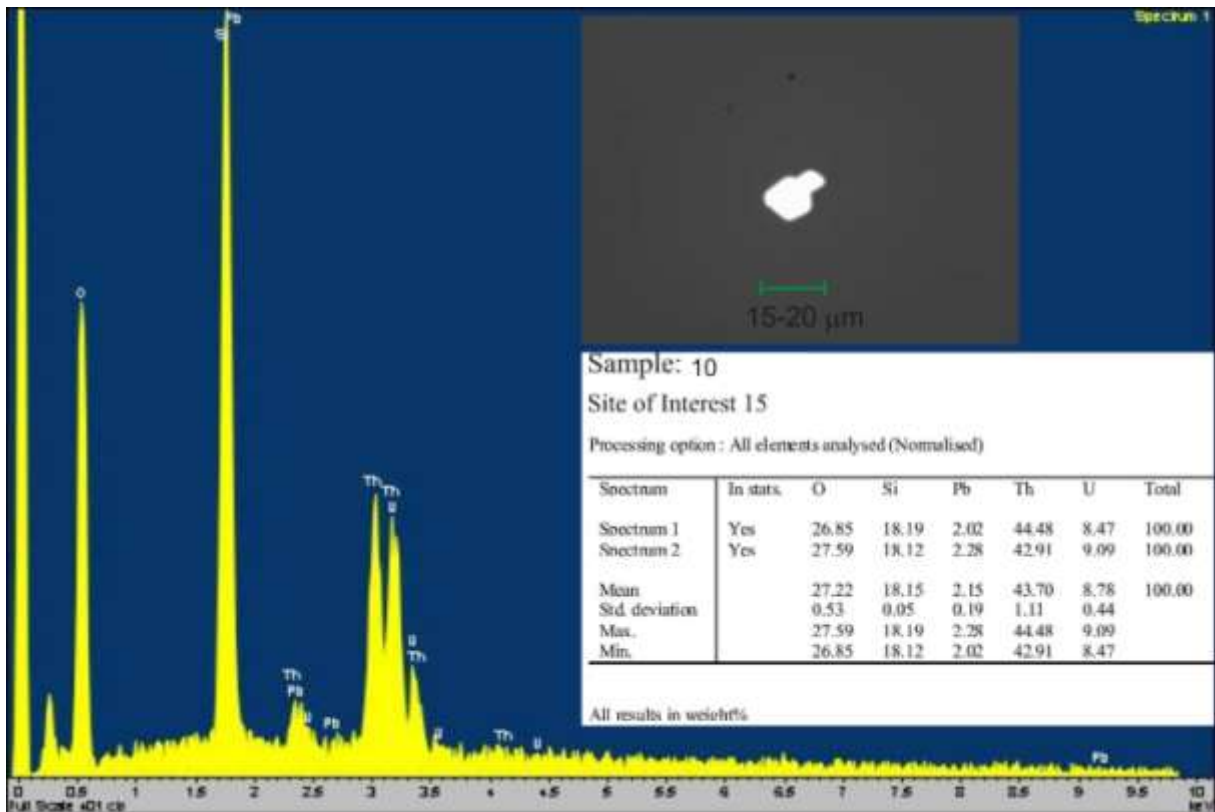 Spectrum 1
Pb
Si
O
Th
Th
U
U
Th
Th
Pb
U
Pb
U
Th
U
Pb
0 0.5 1 1.5 2 2.5 3 3.5 4 4.5 5 5.5 6 6.5 7 7.5 8 8.5 9 9.5 10
Full Scale 401 cts
keV
15-20 μm
Sample: 10
Site of Interest 15
Processing option : All elements analysed (Normalised)
Spectrum In stats. O Si Pb Th U Total
Spectrum 1 Yes 26.85 18.19 2.02 44.48 8.47 100.00
Spectrum 2 Yes 27.59 18.12 2.28 42.91 9.09 100.00
Mean 27.22 18.15 2.15 43.70 8.78 100.00
Std. deviation 0.53 0.05 0.19 1.11 0.44
Max. 27.59 18.19 2.28 44.48 9.09
Min. 26.85 18.12 2.02 42.91 8.47
All results in weight%